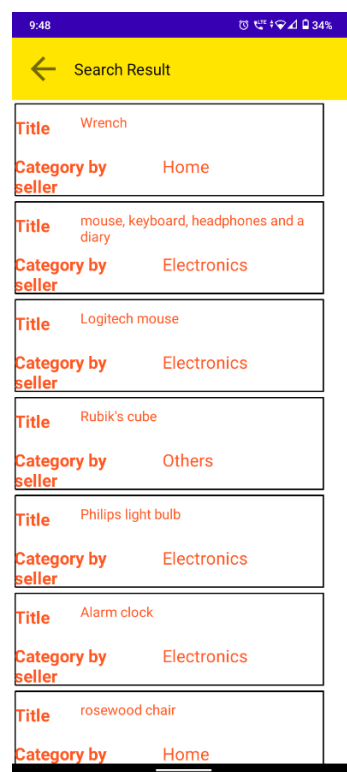 9:48 LTE 34%
Search Result
Title Wrench
Category by seller Home
Title mouse, keyboard, headphones and a diary
Category by seller Electronics
Title Logitech mouse
Category by seller Electronics
Title Rubik's cube
Category by seller Others
Title Philips light bulb
Category by seller Electronics
Title Alarm clock
Category by seller Electronics
Title rosewood chair
Category by Home